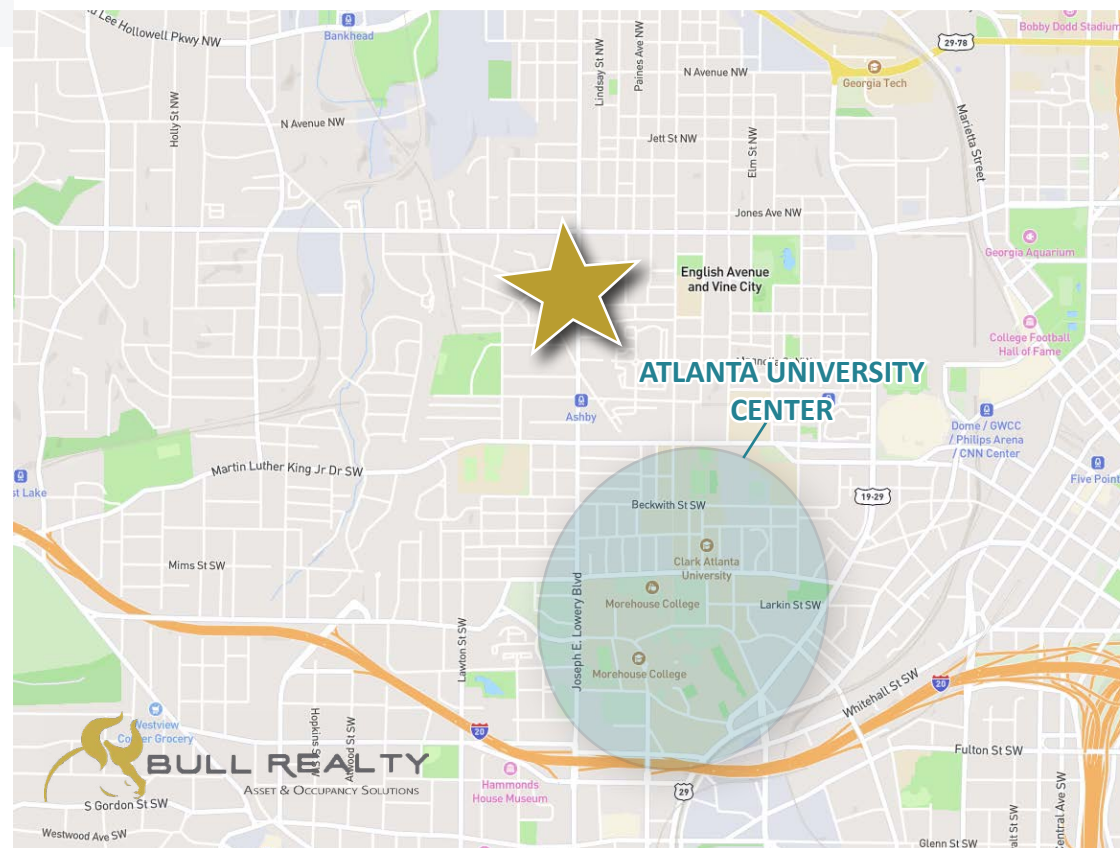 Lee Hollowell Pkwy NW
Bankhead
Bobby Dodd Stadium
29-78
Lindsay St NW
Paines Ave NW
N Avenue NW
Georgia Tech
Holly St NW
N Avenue NW
Marietta Street
Jett St NW
Elm St NW
Jones Ave NW
Georgia Aquarium
English Avenue
and Vine City
College Football
Hall of Fame
ATLANTA UNIVERSITY
CENTER
Ashby
Dome / GWCC
/ Philips Arena
/ CNN Center
Martin Luther King Jr Dr SW
st Lake
Five Point
19-29
Beckwith St SW
Clark Atlanta
University
Mims St SW
Morehouse College
Larkin St SW
Joseph E. Lowery Blvd
Lawton St SW
Morehouse College
Whitehall St SW
20
Westview
Corner Grocery
20
Hopkins St SW
Atwood St SW
BULL REALTY
ASSET & OCCUPANCY SOLUTIONS
Fulton St SW
Hammonds
House Museum
29
S Gordon St SW
Westwood Ave SW
Glenn St SW
alt St SW
Central Ave SW